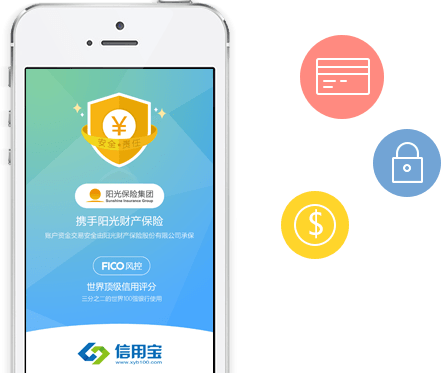 ¥
安全+责任
阳光保险集团
Sunshine Insurance Group
携手阳光财产保险
账户资金交易安全由阳光财产保险股份有限公司承保
FICO风控
世界顶级信用评分
三分之二的世界100强银行使用
信用宝
www.xyb100.com
$